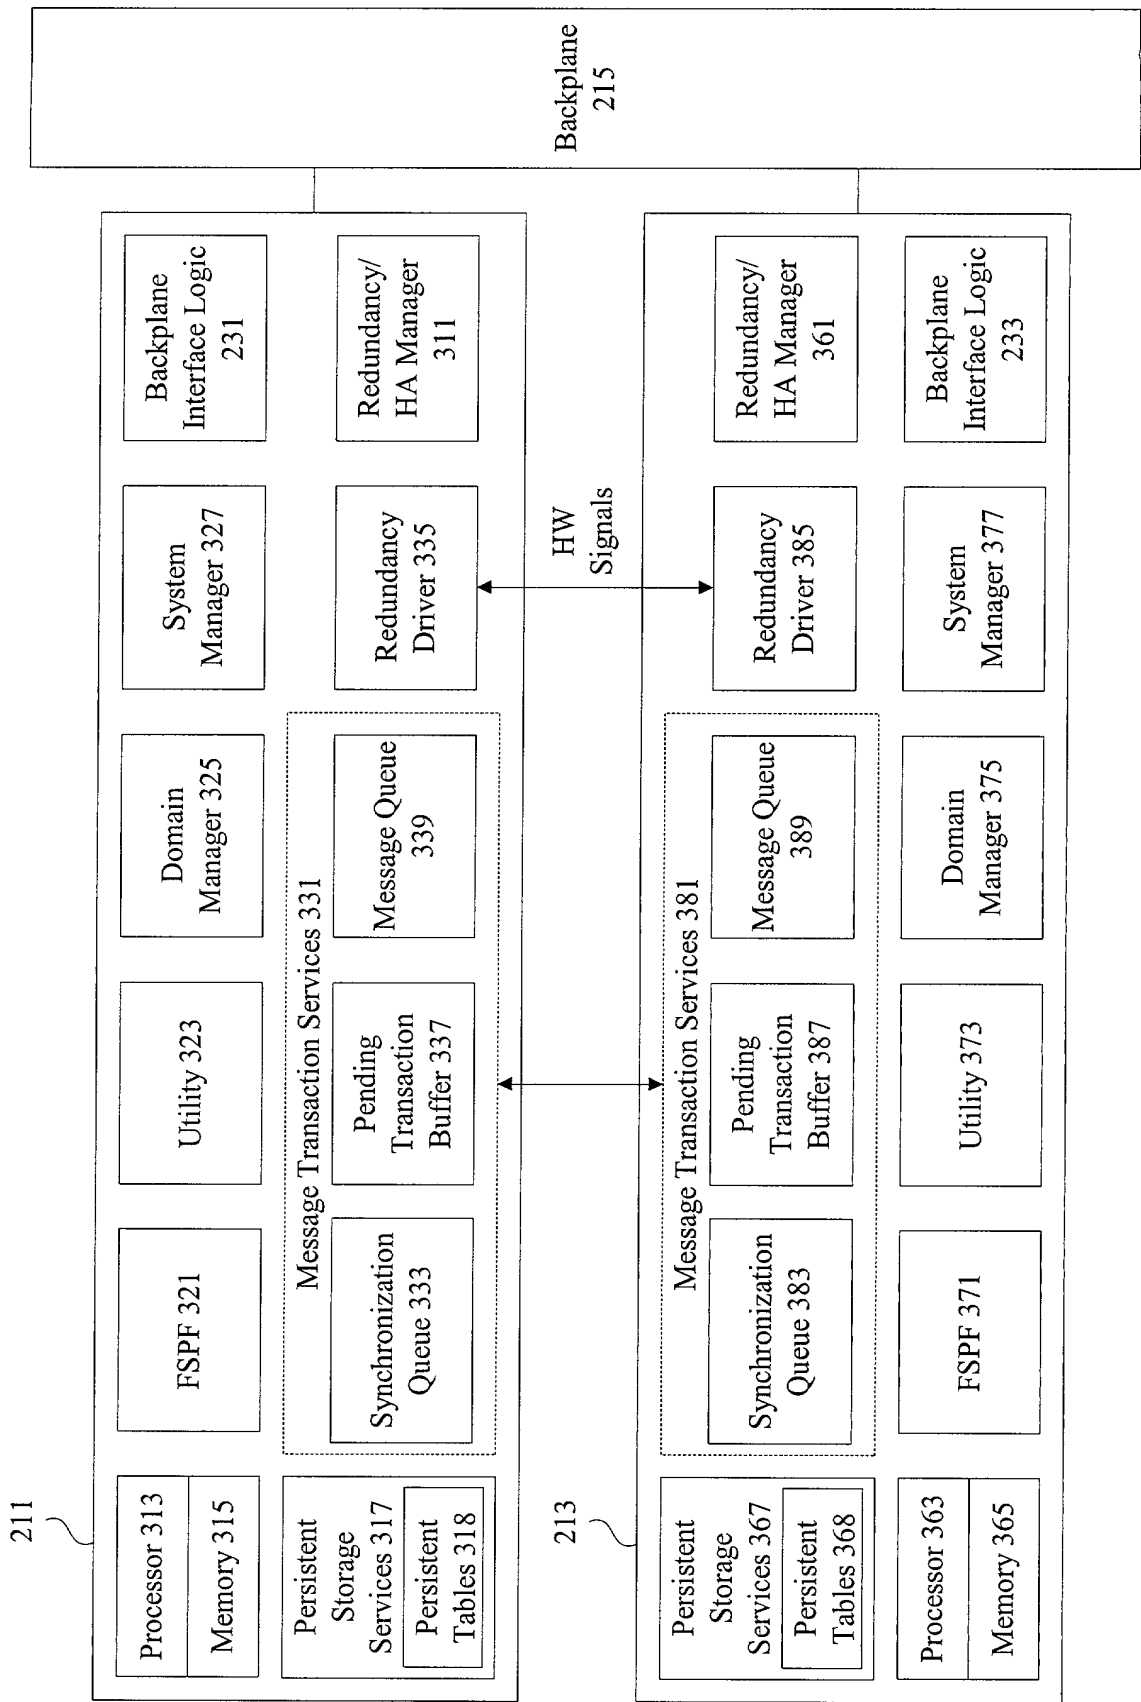 211
Processor 313
Memory 315
Persistent
Storage
Services 317
Persistent
Tables 318
FSPF 321
Utility 323
Domain
Manager 325
System
Manager 327
Backplane
Interface Logic
231
Message Transaction Services 331
Synchronization
Queue 333
Pending
Transaction
Buffer 337
Message Queue
339
Redundancy
Driver 335
Redundancy/
HA Manager
311
HW
Signals
213
Persistent
Storage
Services 367
Persistent
Tables 368
Processor 363
Memory 365
Message Transaction Services 381
Synchronization
Queue 383
Pending
Transaction
Buffer 387
Message Queue
389
Redundancy
Driver 385
Redundancy/
HA Manager
361
FSPF 371
Utility 373
Domain
Manager 375
System
Manager 377
Backplane
Interface Logic
233
Backplane
215